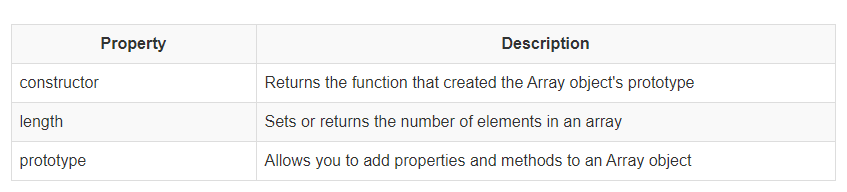 Property Description
constructor Returns the function that created the Array object's prototype
length Sets or returns the number of elements in an array
prototype Allows you to add properties and methods to an Array object